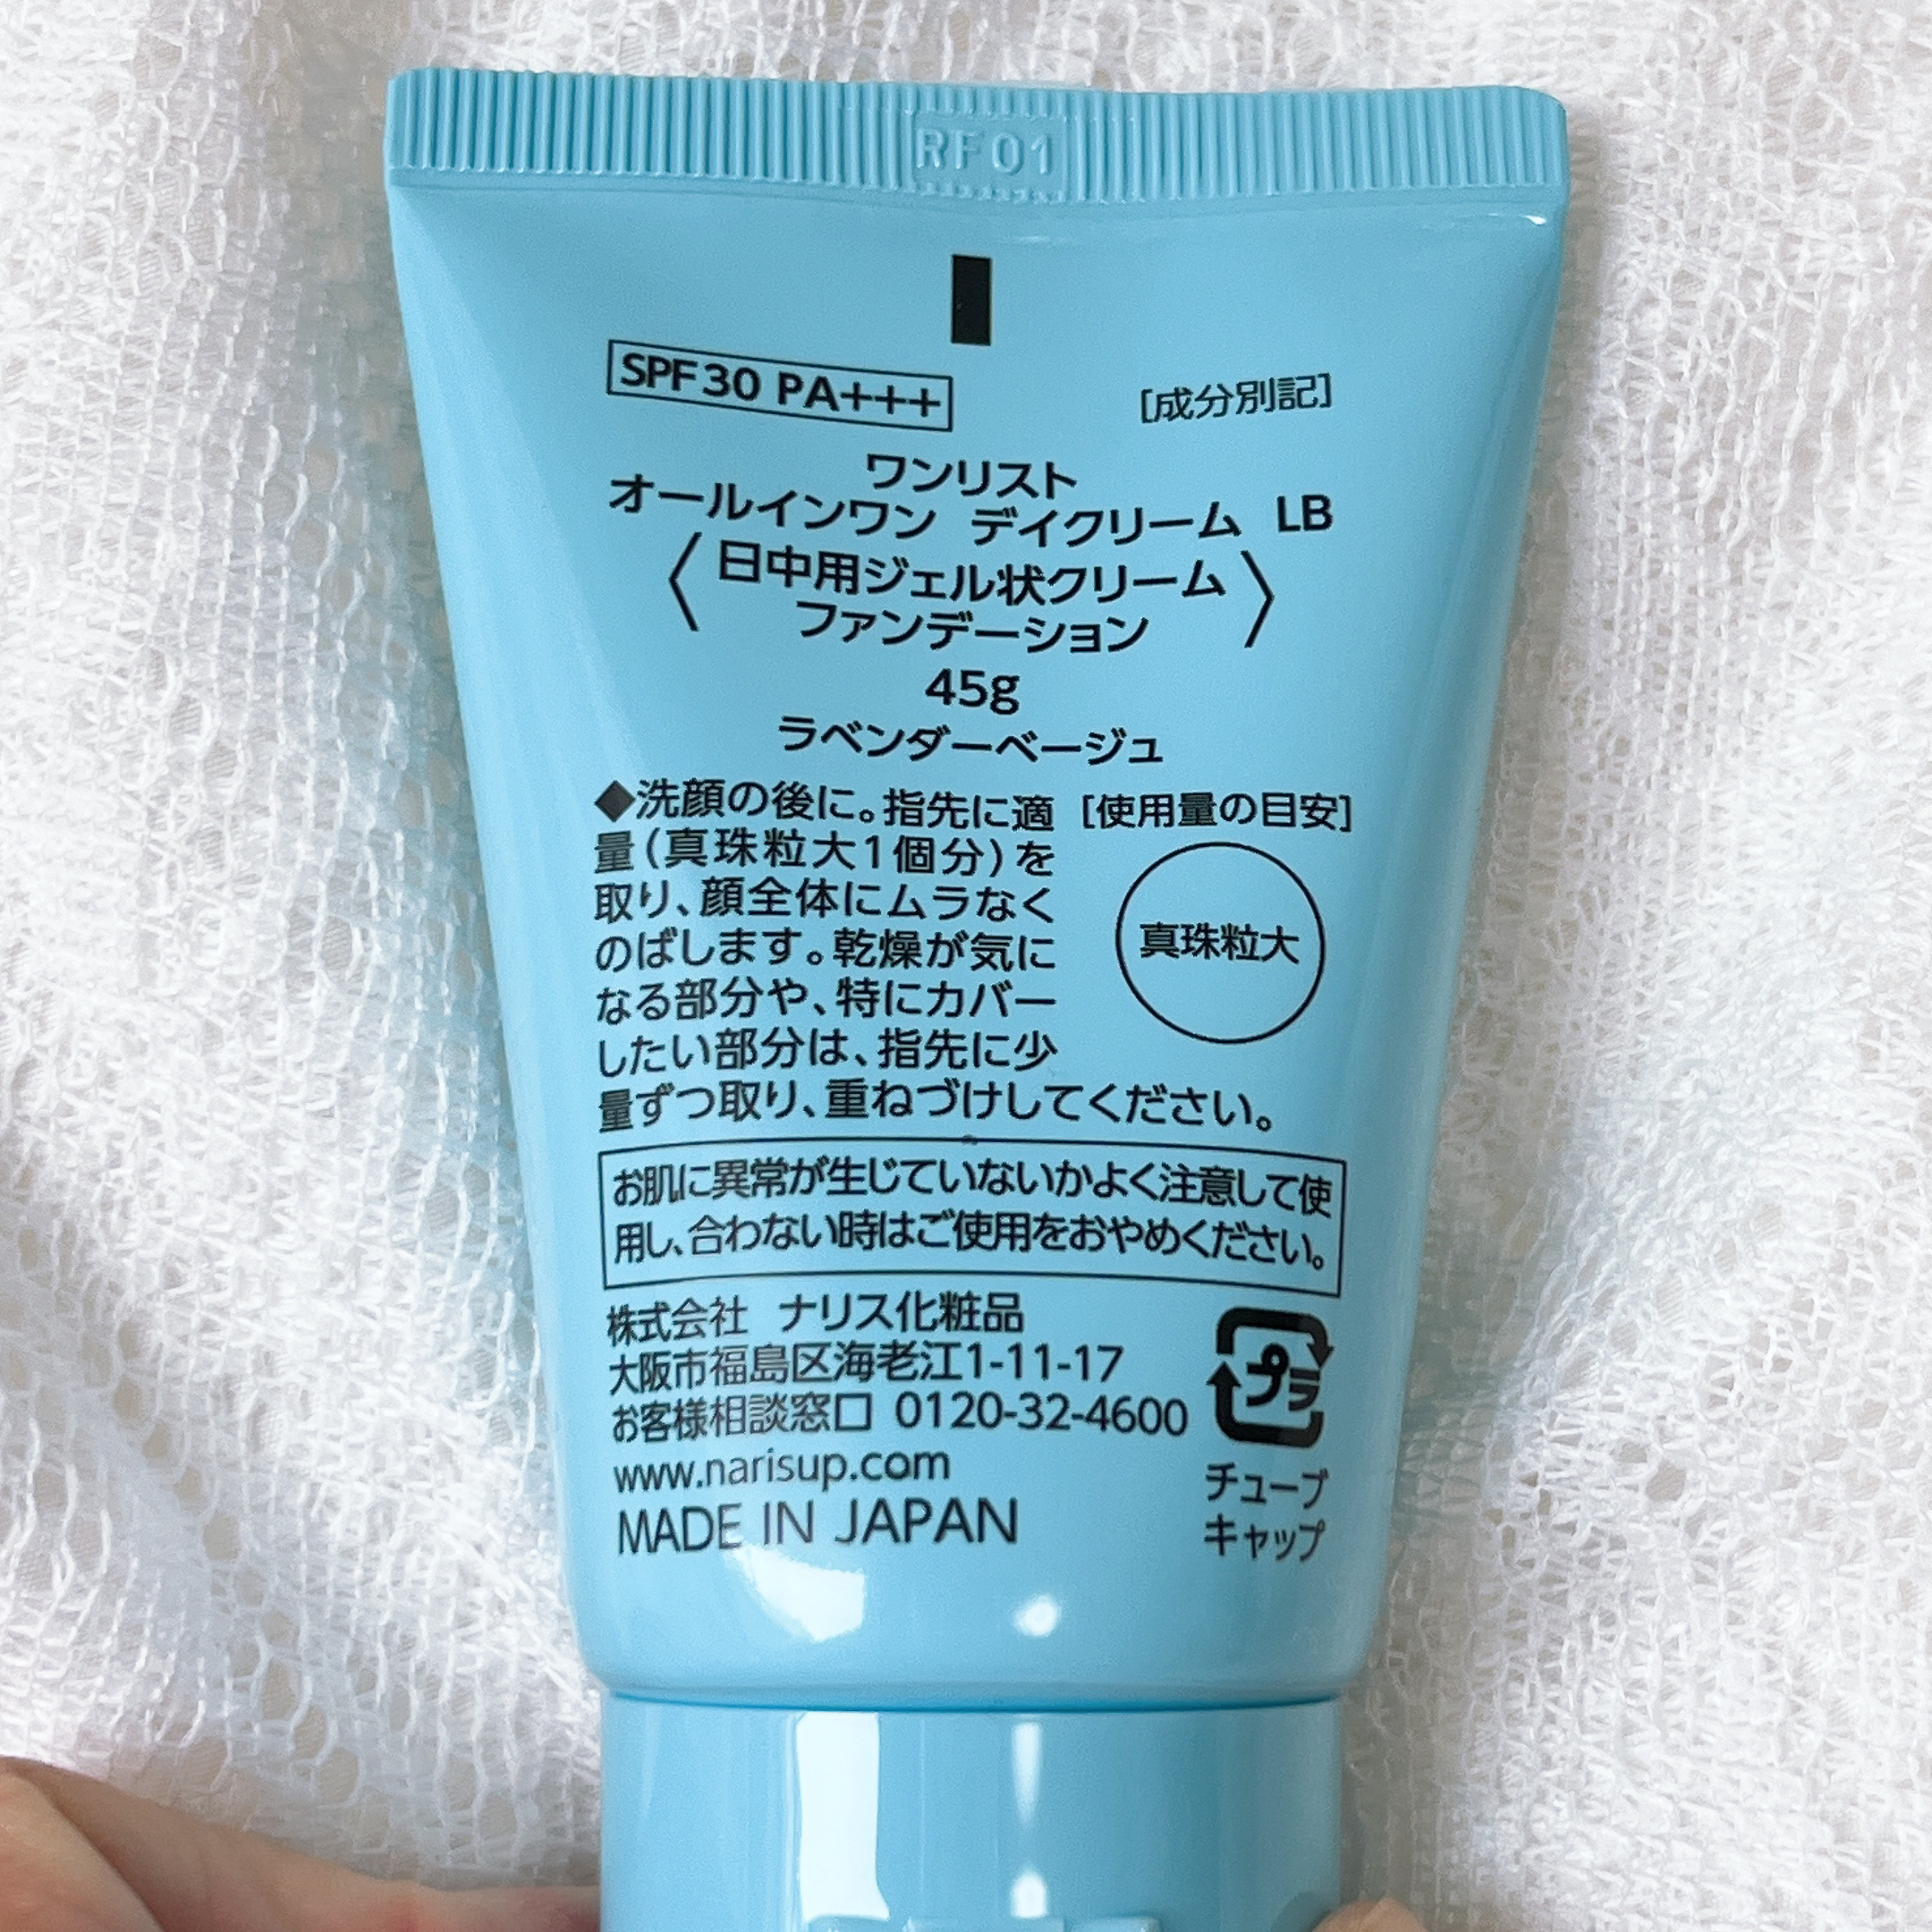 RF01
SPF30 PA+++ [成分別記]
ワンリスト
オールインワン デイクリーム LB
〈日中用ジェル状クリーム
ファンデーション〉
45g
ラベンダーベージュ
◆洗顔の後に。指先に適
量(真珠粒大1個分)を
取り、顔全体にムラなく
のばします。乾燥が気に
なる部分や、特にカバー
したい部分は、指先に少
量ずつ取り、重ねづけしてください。
[使用量の目安]
真珠粒大
お肌に異常が生じていないかよく注意して使
用し、合わない時はご使用をおやめください。
株式会社 ナリス化粧品
大阪市福島区海老江1-11-17
お客様相談窓口 0120-32-4600
www.narisup.com
MADE IN JAPAN
プラ
チューブ
キャップ